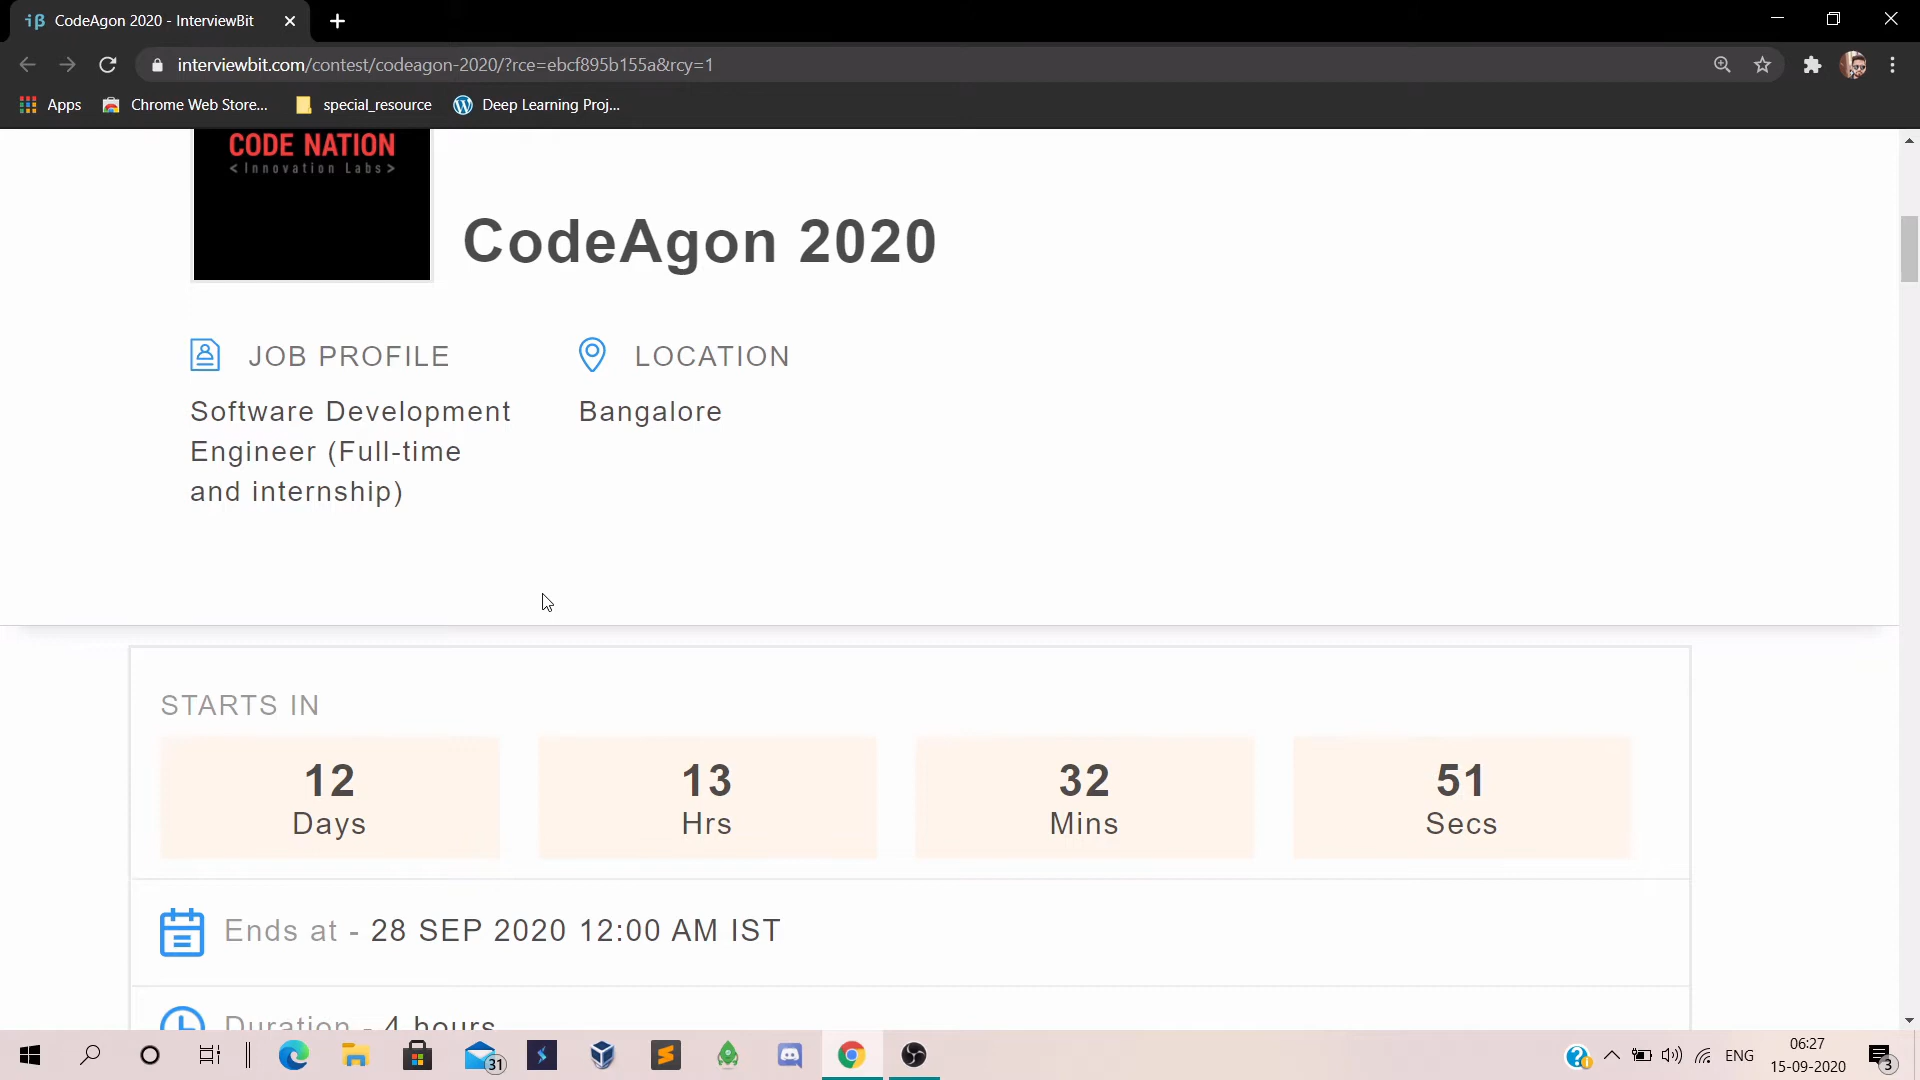 iβ CodeAgon 2020 - InterviewBit
interviewbit.com/contest/codeagon-2020/?rce=ebcf895b155a&rcy=1
Apps Chrome Web Store... special_resource Deep Learning Proj...
CODE NATION
<Innovation Labs>
CodeAgon 2020
JOB PROFILE
Software Development
Engineer (Full-time
and internship)
LOCATION
Bangalore
STARTS IN
12
Days
13
Hrs
32
Mins
51
Secs
Ends at - 28 SEP 2020 12:00 AM IST
Duration - 4 hours
31
ENG
06:27
15-09-2020
3